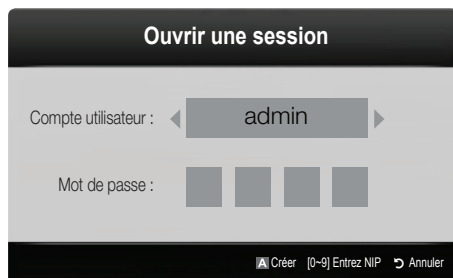 Ouvrir une session
Compte utilisateur : admin
Mot de passe :
A Créer [0~9] Entrez NIP Annuler